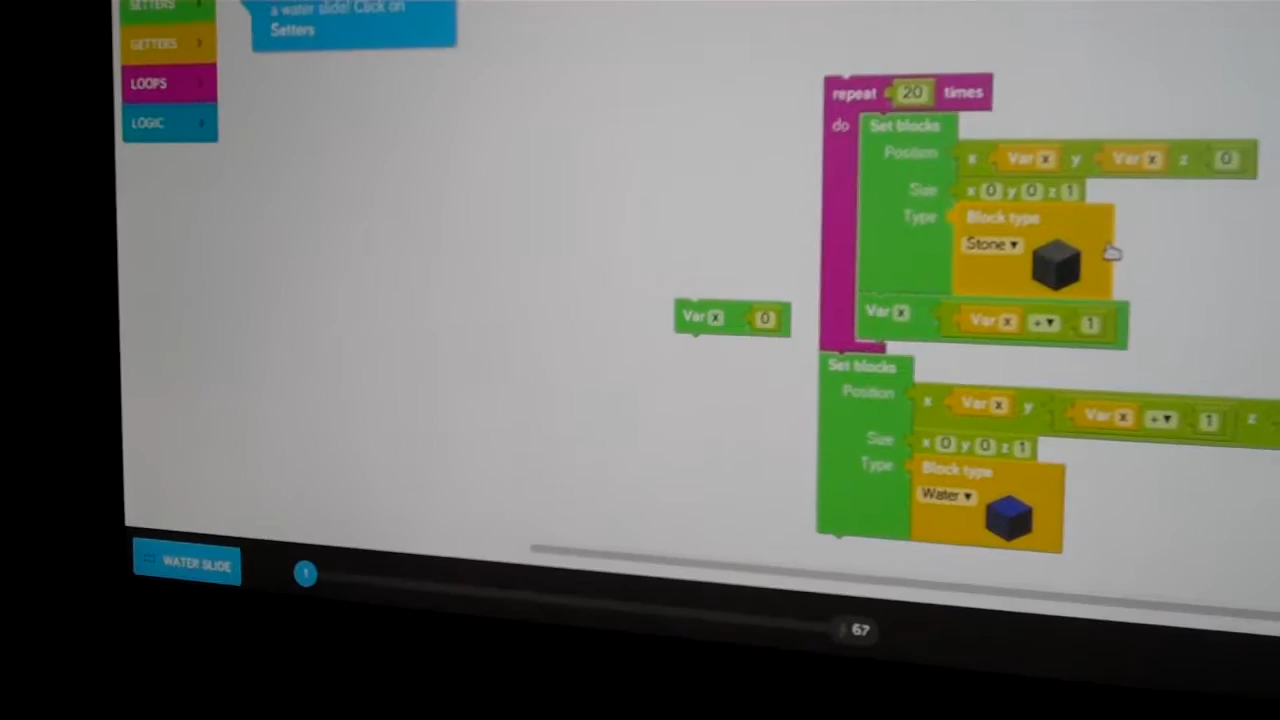 SETTERS
GETTERS
LOOPS
LOGIC
a water slide! Click on
Setters
repeat 20 times
do
Set blocks
Position x Var x y Var x z 0
Size x 0 y 0 z 1
Type Block type
Stone ▾
Var x Var x + ▾ 1
Var x 0
Set blocks
Position x Var x y Var x + ▾ 1 z
Size x 0 y 0 z 1
Type Block type
Water ▾
WATER SLIDE
1
67